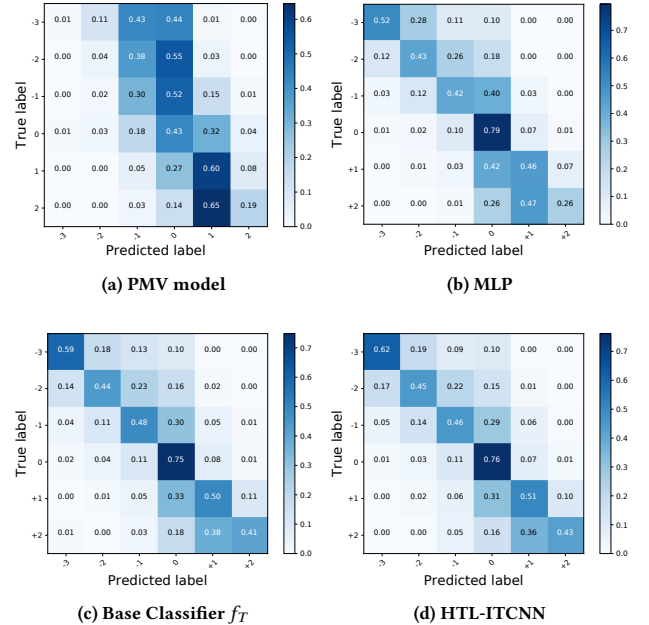 -3 0.01 0.11 0.43 0.44 0.01 0.00
-2 0.00 0.04 0.38 0.55 0.03 0.00
-1 0.00 0.02 0.30 0.52 0.15 0.01
0 0.01 0.03 0.18 0.43 0.32 0.04
1 0.00 0.00 0.05 0.27 0.60 0.08
2 0.00 0.00 0.03 0.14 0.65 0.19
True label
-3 -2 -1 0 1 2
Predicted label
0.6
0.5
0.4
0.3
0.2
0.1
0.0
(a) PMV model
-3 0.52 0.28 0.11 0.10 0.00 0.00
-2 0.12 0.43 0.26 0.18 0.00 0.00
-1 0.03 0.12 0.42 0.40 0.03 0.00
0 0.01 0.02 0.10 0.79 0.07 0.01
+1 0.00 0.01 0.03 0.42 0.46 0.07
+2 0.00 0.00 0.01 0.26 0.47 0.26
True label
-3 -2 -1 0 +1 +2
Predicted label
0.7
0.6
0.5
0.4
0.3
0.2
0.1
0.0
(b) MLP
-3 0.59 0.18 0.13 0.10 0.00 0.00
-2 0.14 0.44 0.23 0.16 0.02 0.00
-1 0.04 0.11 0.48 0.30 0.05 0.01
0 0.02 0.04 0.11 0.75 0.08 0.01
+1 0.00 0.01 0.05 0.33 0.50 0.11
+2 0.01 0.00 0.03 0.18 0.38 0.41
True label
-3 -2 -1 0 +1 +2
Predicted label
0.7
0.6
0.5
0.4
0.3
0.2
0.1
0.0
(c) Base Classifier f_T
-3 0.62 0.19 0.09 0.10 0.00 0.00
-2 0.17 0.45 0.22 0.15 0.01 0.00
-1 0.05 0.14 0.46 0.29 0.06 0.00
0 0.01 0.03 0.11 0.76 0.07 0.01
+1 0.00 0.02 0.06 0.31 0.51 0.10
+2 0.00 0.00 0.05 0.16 0.36 0.43
True label
-3 -2 -1 0 +1 +2
Predicted label
0.7
0.6
0.5
0.4
0.3
0.2
0.1
0.0
(d) HTL-ITCNN